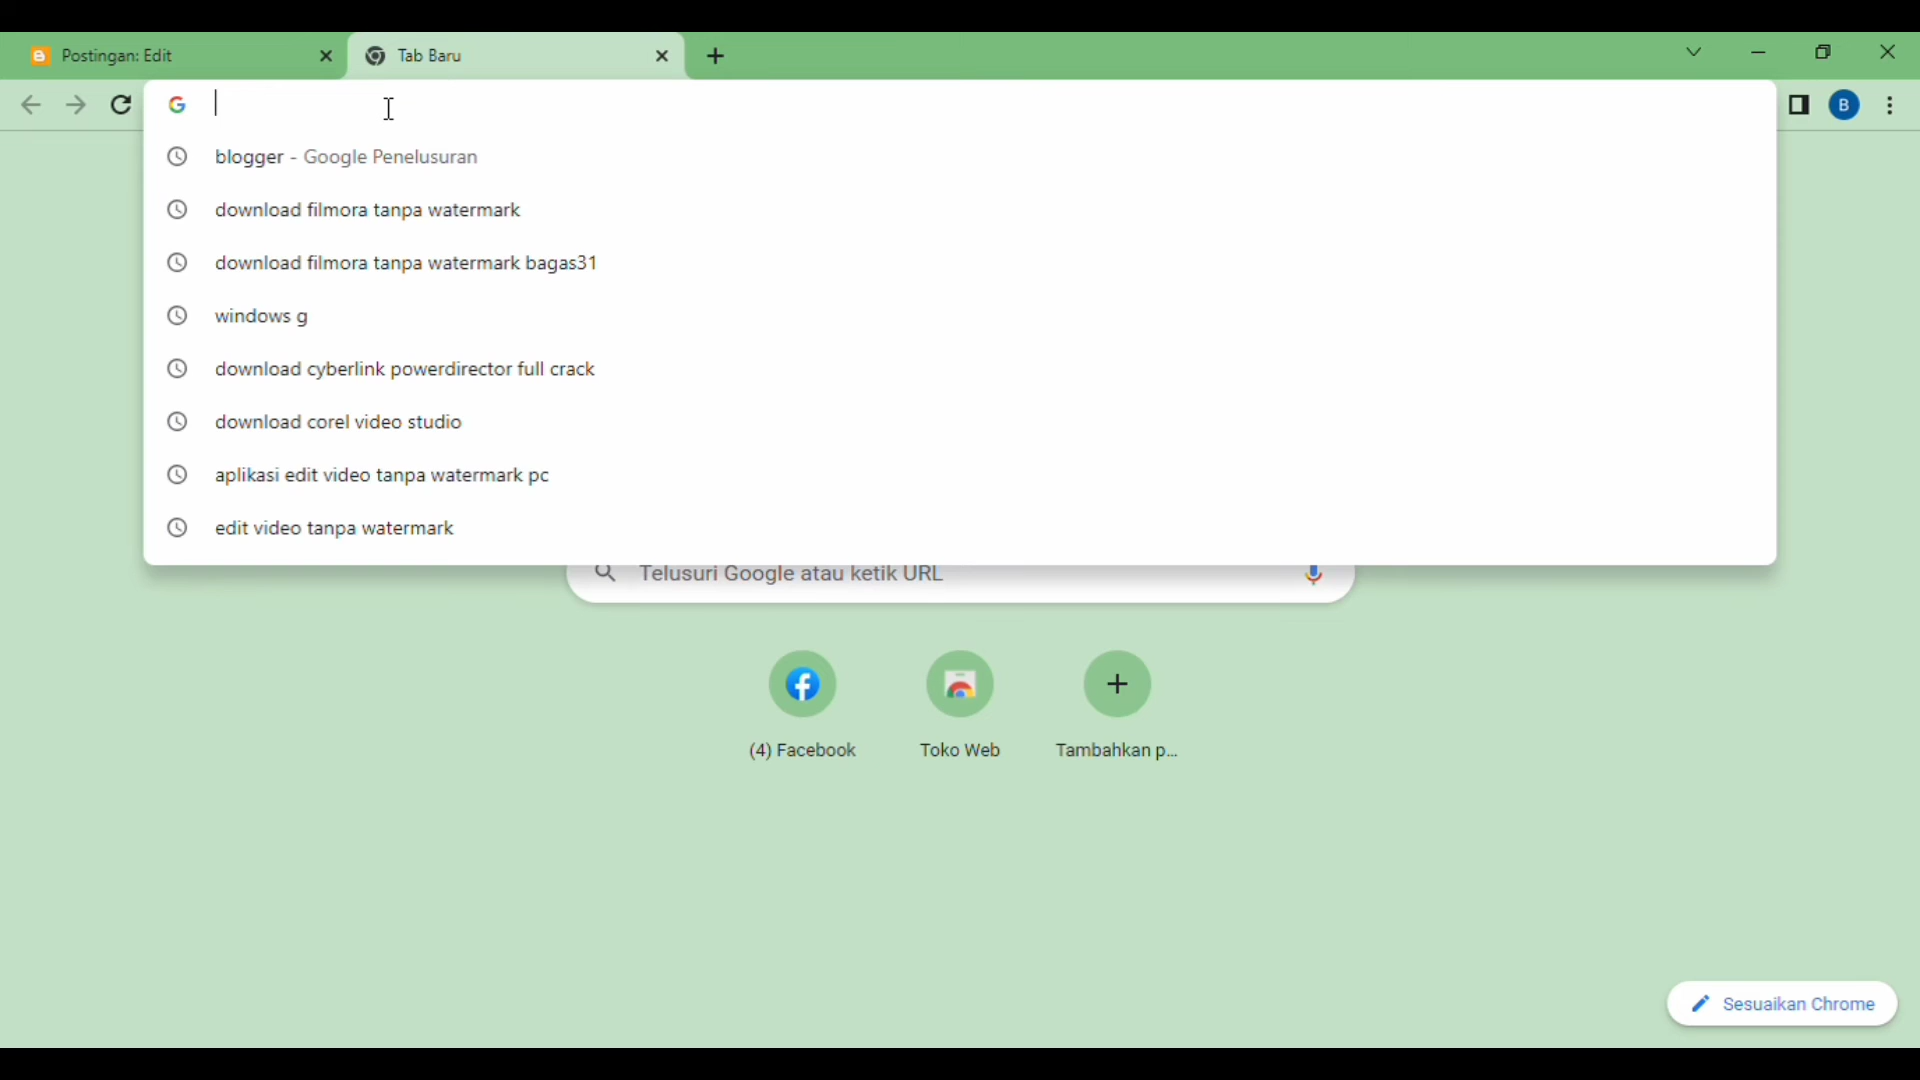 Postingan: Edit
Tab Baru
blogger - Google Penelusuran
download filmora tanpa watermark
download filmora tanpa watermark bagas31
windows g
download cyberlink powerdirector full crack
download corel video studio
aplikasi edit video tanpa watermark pc
edit video tanpa watermark
Telusuri Google atau ketik URL
(4) Facebook
Toko Web
Tambahkan p...
Sesuaikan Chrome
B